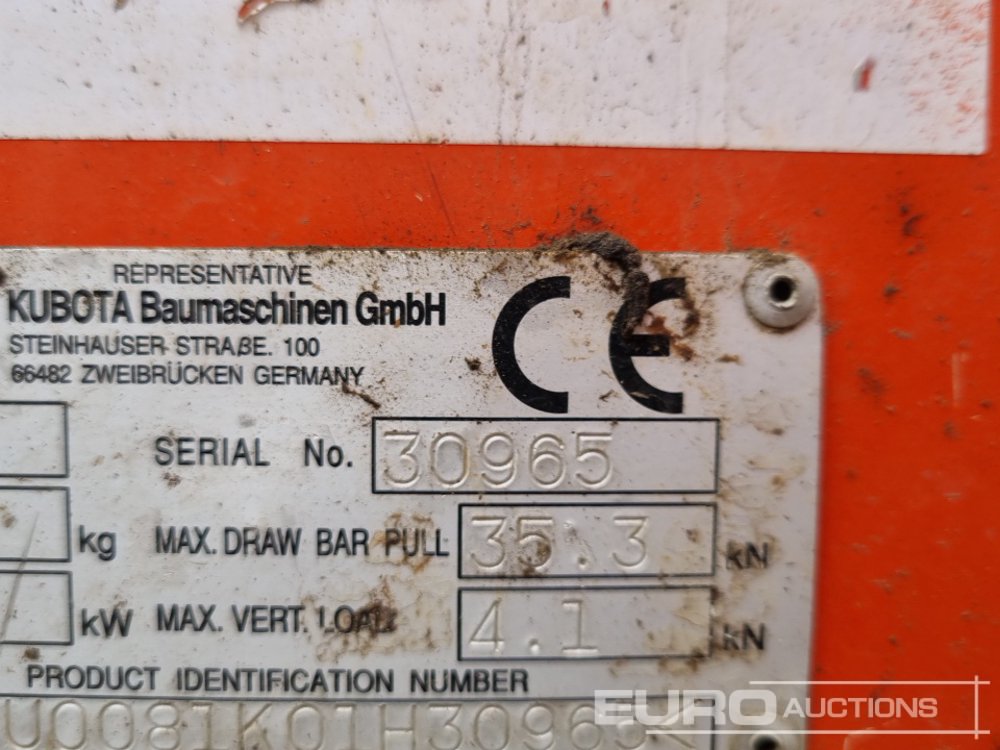 REPRESENTATIVE
KUBOTA Baumaschinen GmbH
STEINHAUSER STRAßE. 100
66482 ZWEIBRÜCKEN GERMANY
CE
SERIAL No. 30965
kg MAX. DRAW BAR PULL 35.3 kN
kW MAX. VERT. LOAD 4.1 kN
PRODUCT IDENTIFICATION NUMBER
U0081K01H30965<
EURO AUCTIONS